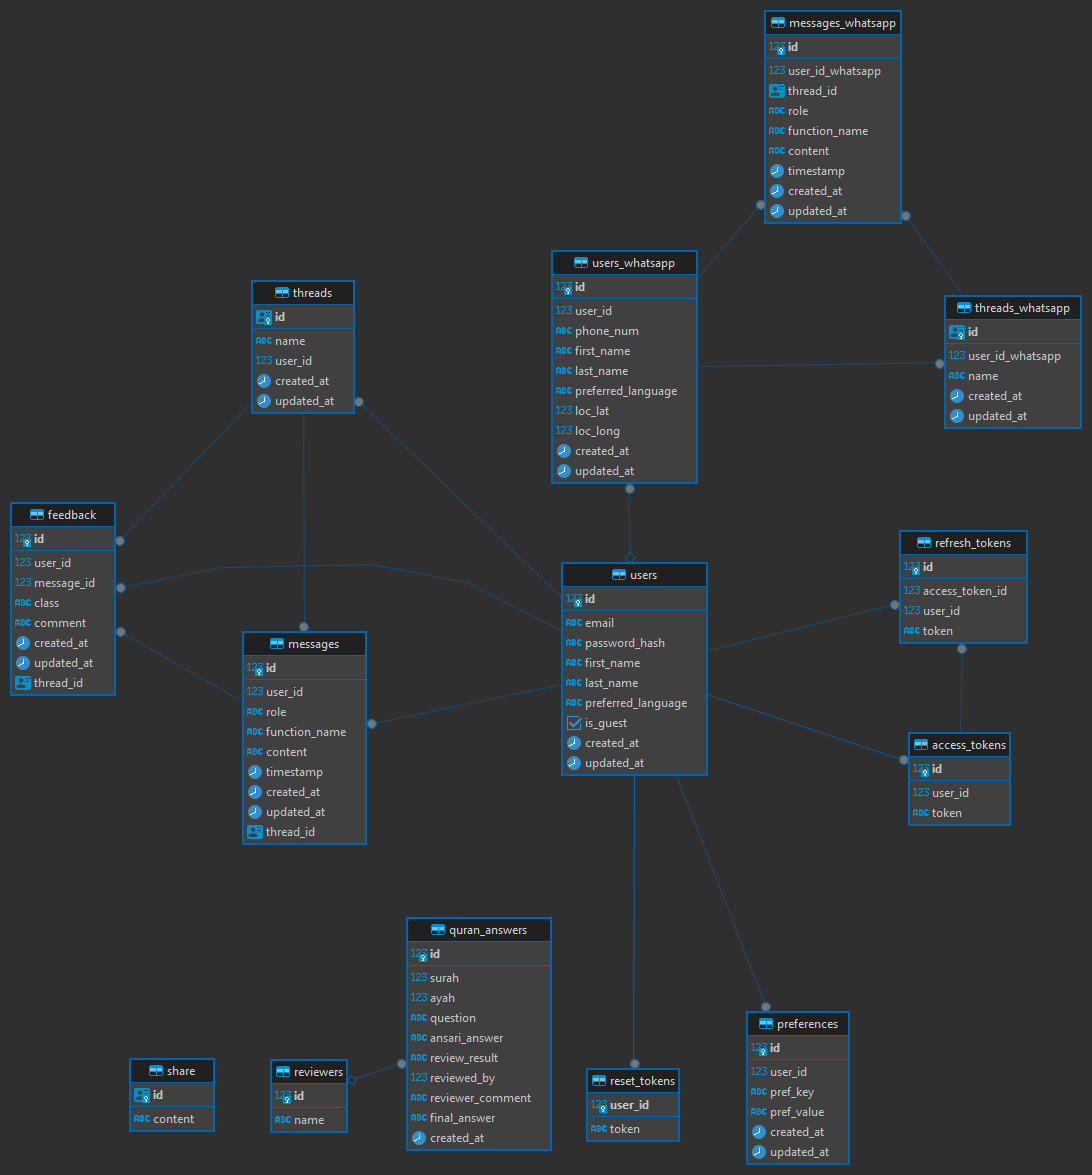 messages_whatsapp
123 id
123 user_id_whatsapp
thread_id
ABC role
ABC function_name
ABC content
timestamp
created_at
updated_at
users_whatsapp
123 id
123 user_id
ABC phone_num
ABC first_name
ABC last_name
ABC preferred_language
123 loc_lat
123 loc_long
created_at
updated_at
threads
id
ABC name
123 user_id
created_at
updated_at
threads_whatsapp
id
123 user_id_whatsapp
ABC name
created_at
updated_at
feedback
123 id
123 user_id
123 message_id
ABC class
ABC comment
created_at
updated_at
thread_id
refresh_tokens
123 id
123 access_token_id
123 user_id
ABC token
users
123 id
ABC email
ABC password_hash
ABC first_name
ABC last_name
ABC preferred_language
is_guest
created_at
updated_at
messages
123 id
123 user_id
ABC role
ABC function_name
ABC content
timestamp
created_at
updated_at
thread_id
access_tokens
123 id
123 user_id
ABC token
quran_answers
123 id
123 surah
123 ayah
ABC question
ABC ansari_answer
ABC review_result
123 reviewed_by
ABC reviewer_comment
ABC final_answer
created_at
share
id
ABC content
reviewers
123 id
ABC name
reset_tokens
123 user_id
ABC token
preferences
123 id
123 user_id
ABC pref_key
ABC pref_value
created_at
updated_at